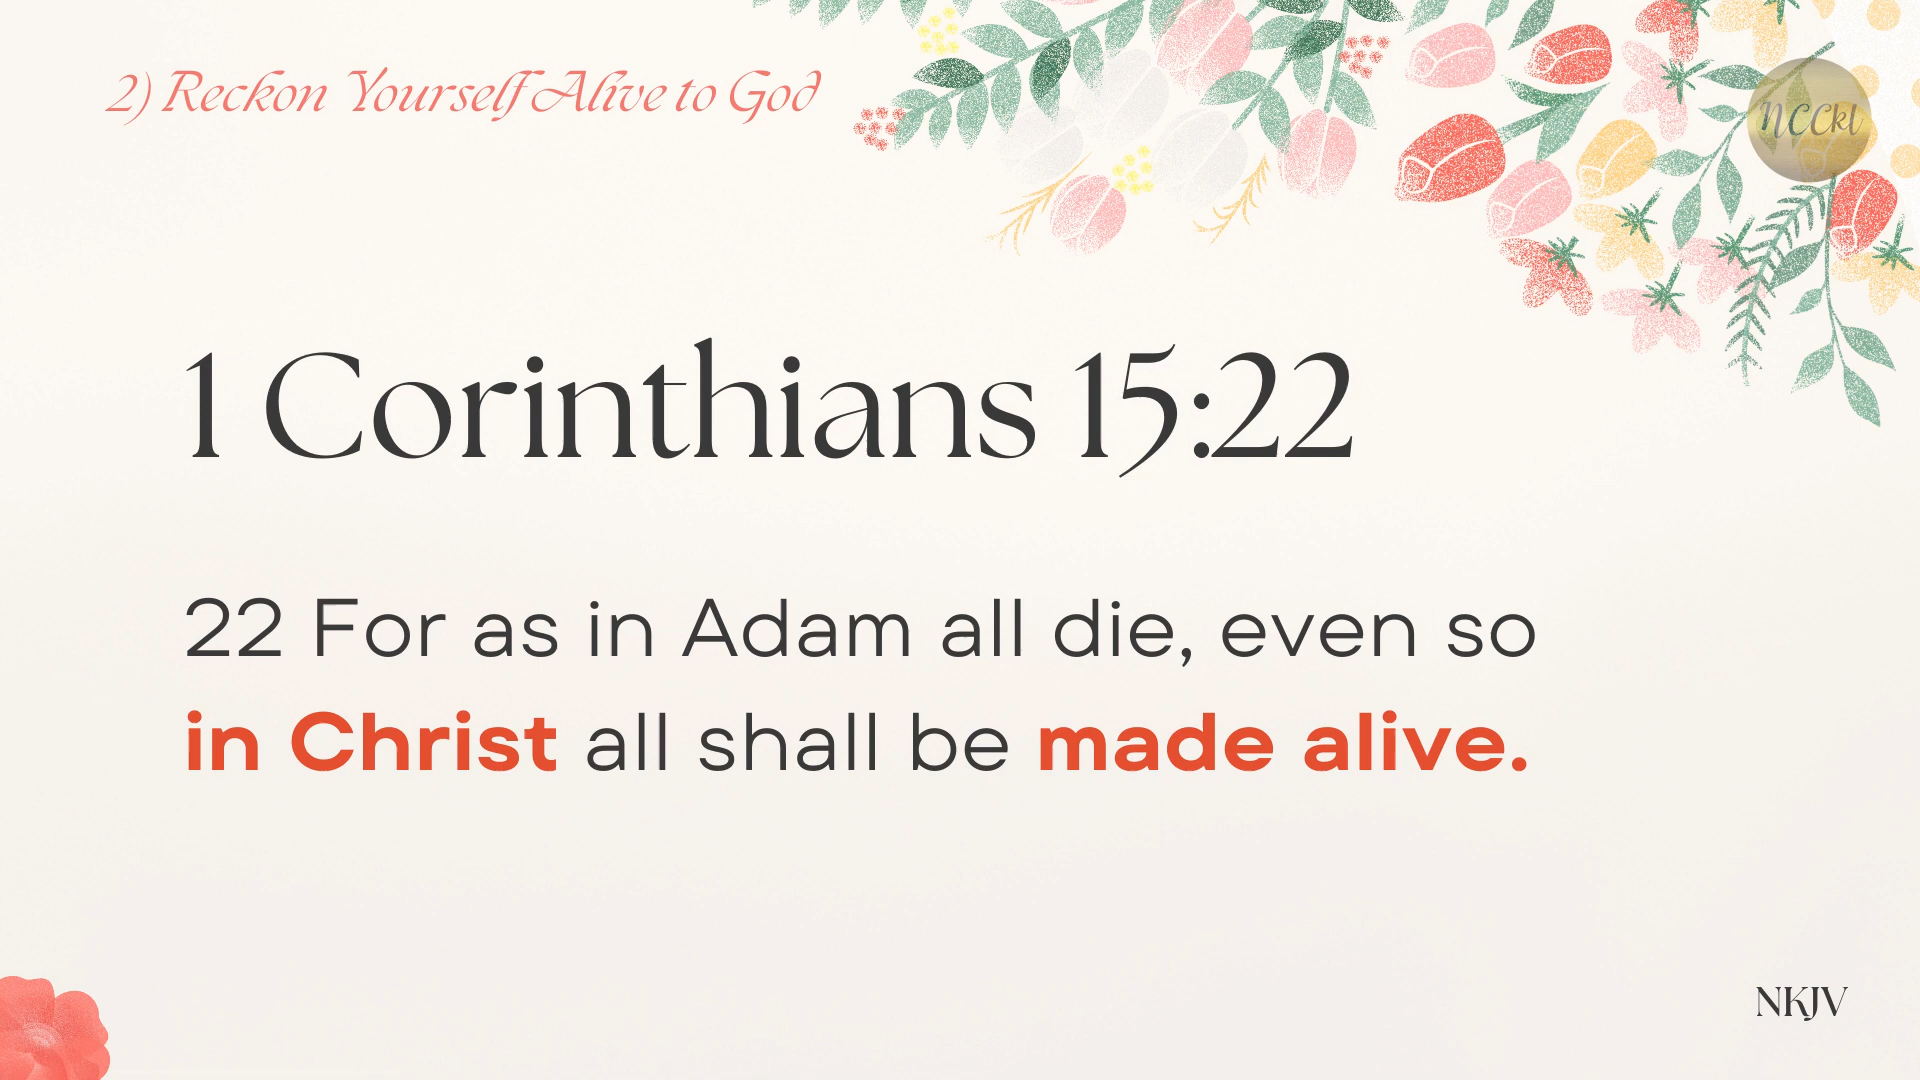 2) Reckon Yourself Alive to God
NCCkl
1 Corinthians 15:22
22 For as in Adam all die, even so
in Christ all shall be made alive.
NKJV